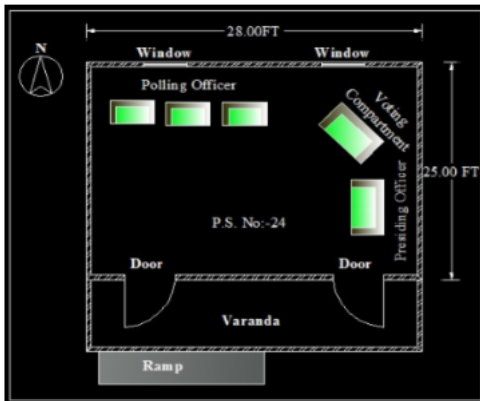 28.00FT
N
Window
Window
Polling Officer
Voting
Compartment
25.00 FT
Presiding Officer
P.S. No:-24
Door
Door
Varanda
Ramp